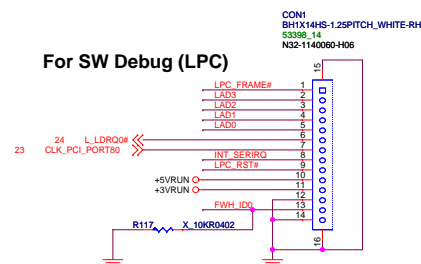 CON1
BH1X14HS-1.25PITCH_WHITE-RH
53398_14
N32-1140060-H06
For SW Debug (LPC)
15
LPC_FRAME# 1
LAD3 2
LAD2 3
LAD1 4
LAD0 5
24 L_LDRQ0# 6
23 CLK_PCI_PORT80 7
INT_SERIRQ 8
LPC_RST# 9
+5VRUN 10
+3VRUN 11
12
FWH_ID0 13
14
R117 X_10KR0402
16